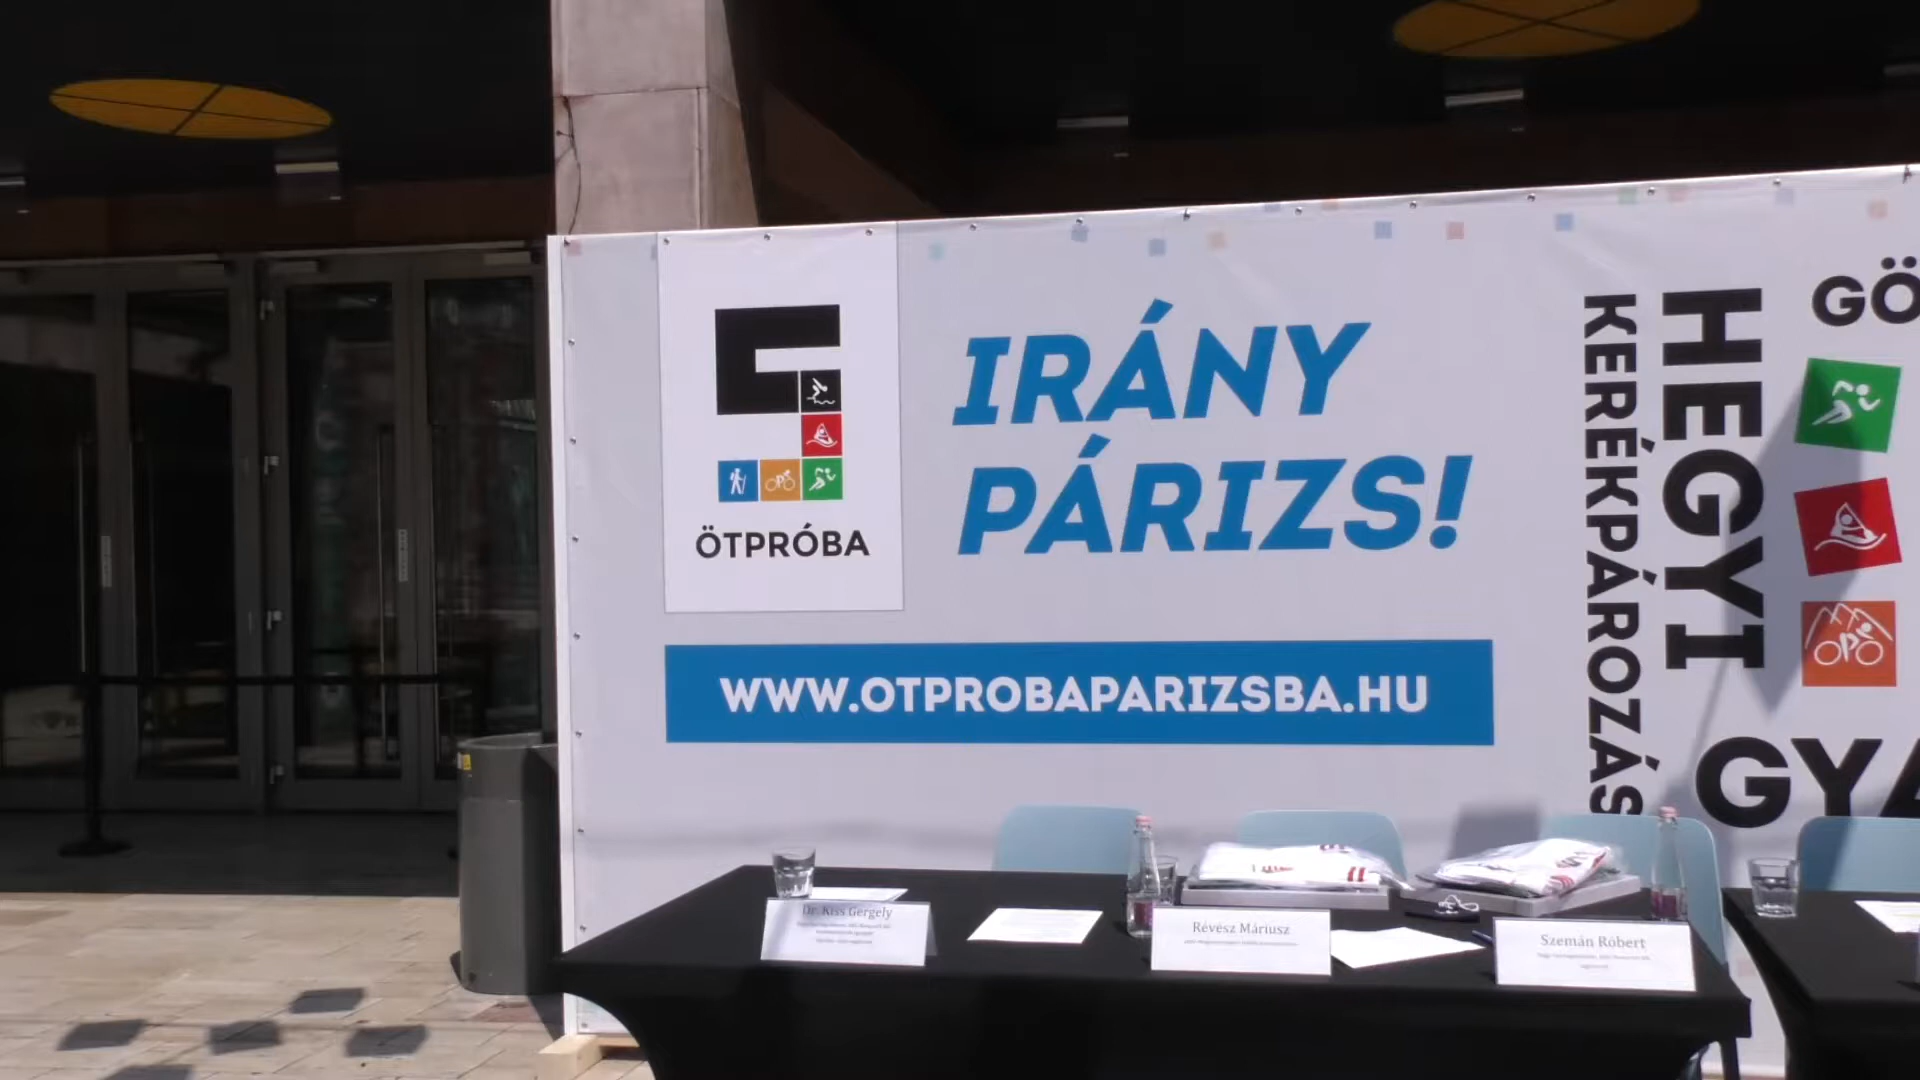 ÖTPRÓBA
IRÁNY
PÁRIZS!
WWW.OTPROBAPARIZSBA.HU
KERÉKPÁROZÁS
HEGYI
GÖ
GYA
Dr. Kiss Gergely
Révész Máriusz
Szemán Róbert